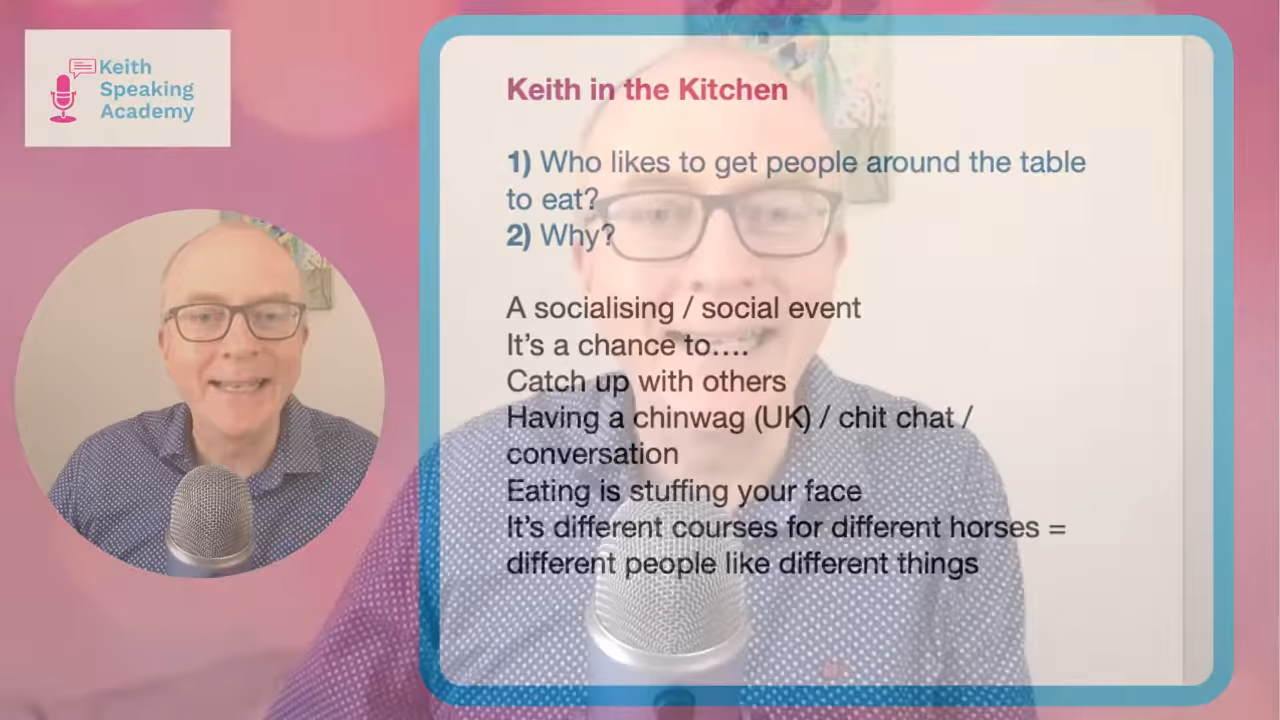 Keith
Speaking
Academy
Keith in the Kitchen
1) Who likes to get people around the table
to eat?
2) Why?
A socialising / social event
It’s a chance to….
Catch up with others
Having a chinwag (UK) / chit chat /
conversation
Eating is stuffing your face
It’s different courses for different horses =
different people like different things